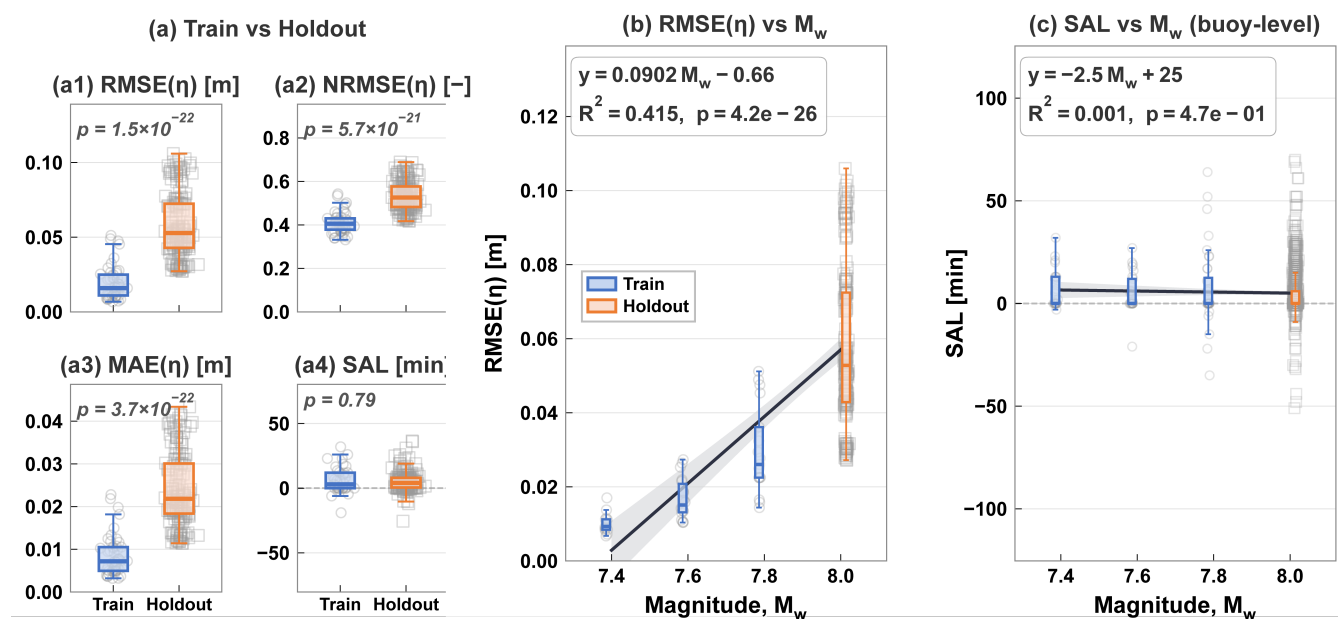 (a) Train vs Holdout
(a1) RMSE(η) [m]
p = 1.5×10⁻²²
0.10
0.05
0.00
(a2) NRMSE(η) [−]
p = 5.7×10⁻²¹
0.8
0.6
0.4
0.2
0.0
(a3) MAE(η) [m]
p = 3.7×10⁻²²
0.04
0.03
0.02
0.01
0.00
Train Holdout
(a4) SAL [min]
p = 0.79
50
0
−50
Train Holdout
(b) RMSE(η) vs M_w
y = 0.0902 M_w − 0.66
R² = 0.415, p = 4.2e − 26
RMSE(η) [m]
0.12
0.10
0.08
0.06
0.04
0.02
0.00
Train
Holdout
7.4 7.6 7.8 8.0
Magnitude, M_w
(c) SAL vs M_w (buoy-level)
y = −2.5 M_w + 25
R² = 0.001, p = 4.7e − 01
SAL [min]
100
50
0
−50
−100
7.4 7.6 7.8 8.0
Magnitude, M_w